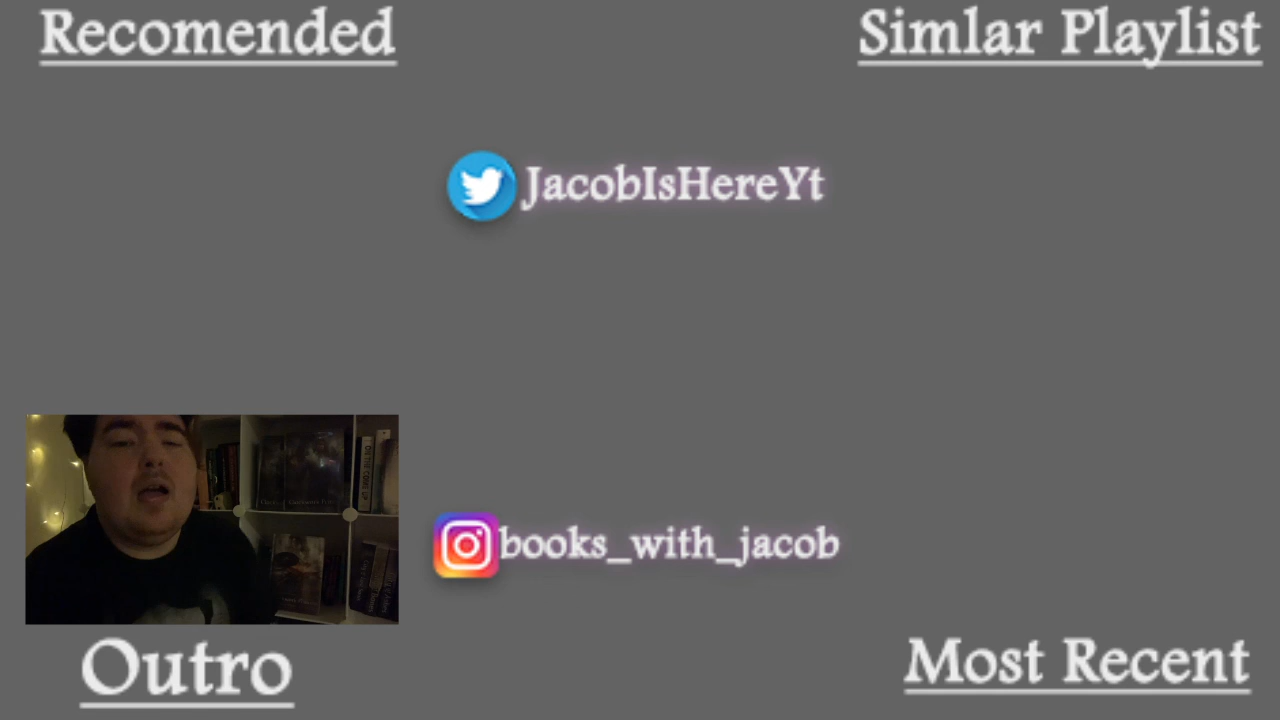 Recomended
Simlar Playlist
JacobIsHereYt
books_with_jacob
Outro
Most Recent